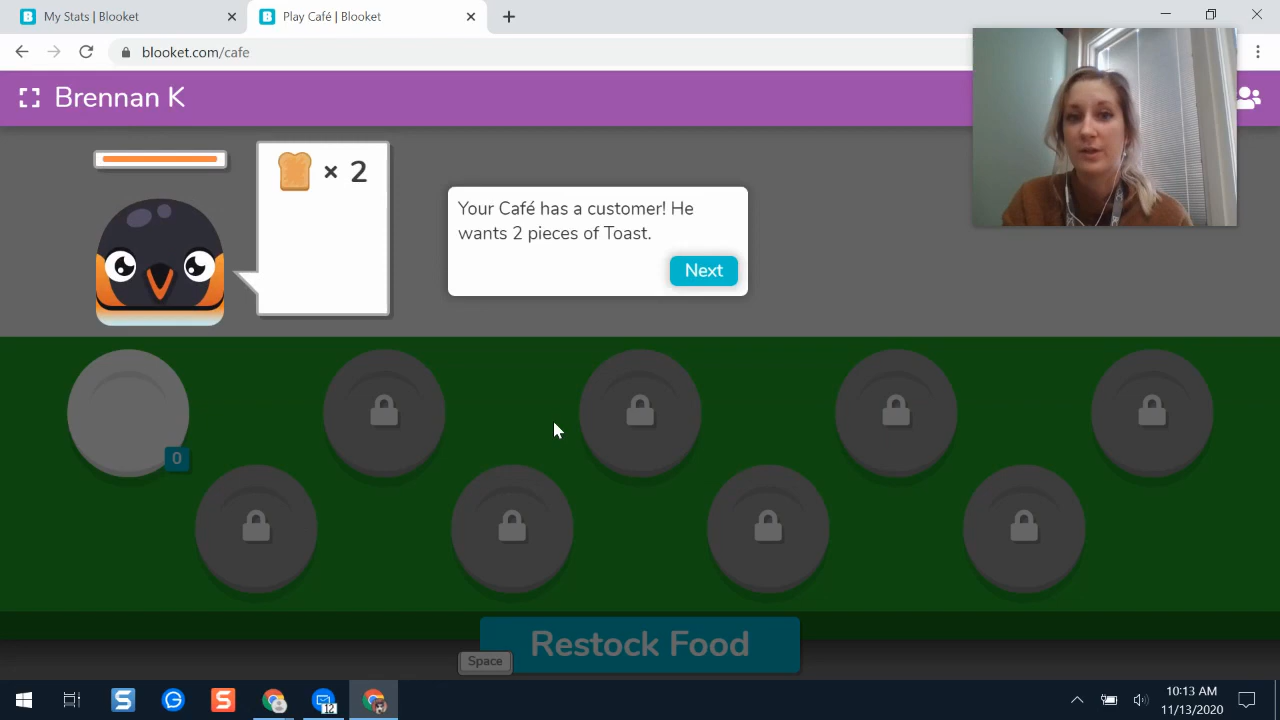 My Stats | Blooket
Play Café | Blooket
blooket.com/cafe
Brennan K
× 2
Your Café has a customer! He
wants 2 pieces of Toast.
Next
0
Restock Food
Space
12
10:13 AM
11/13/2020